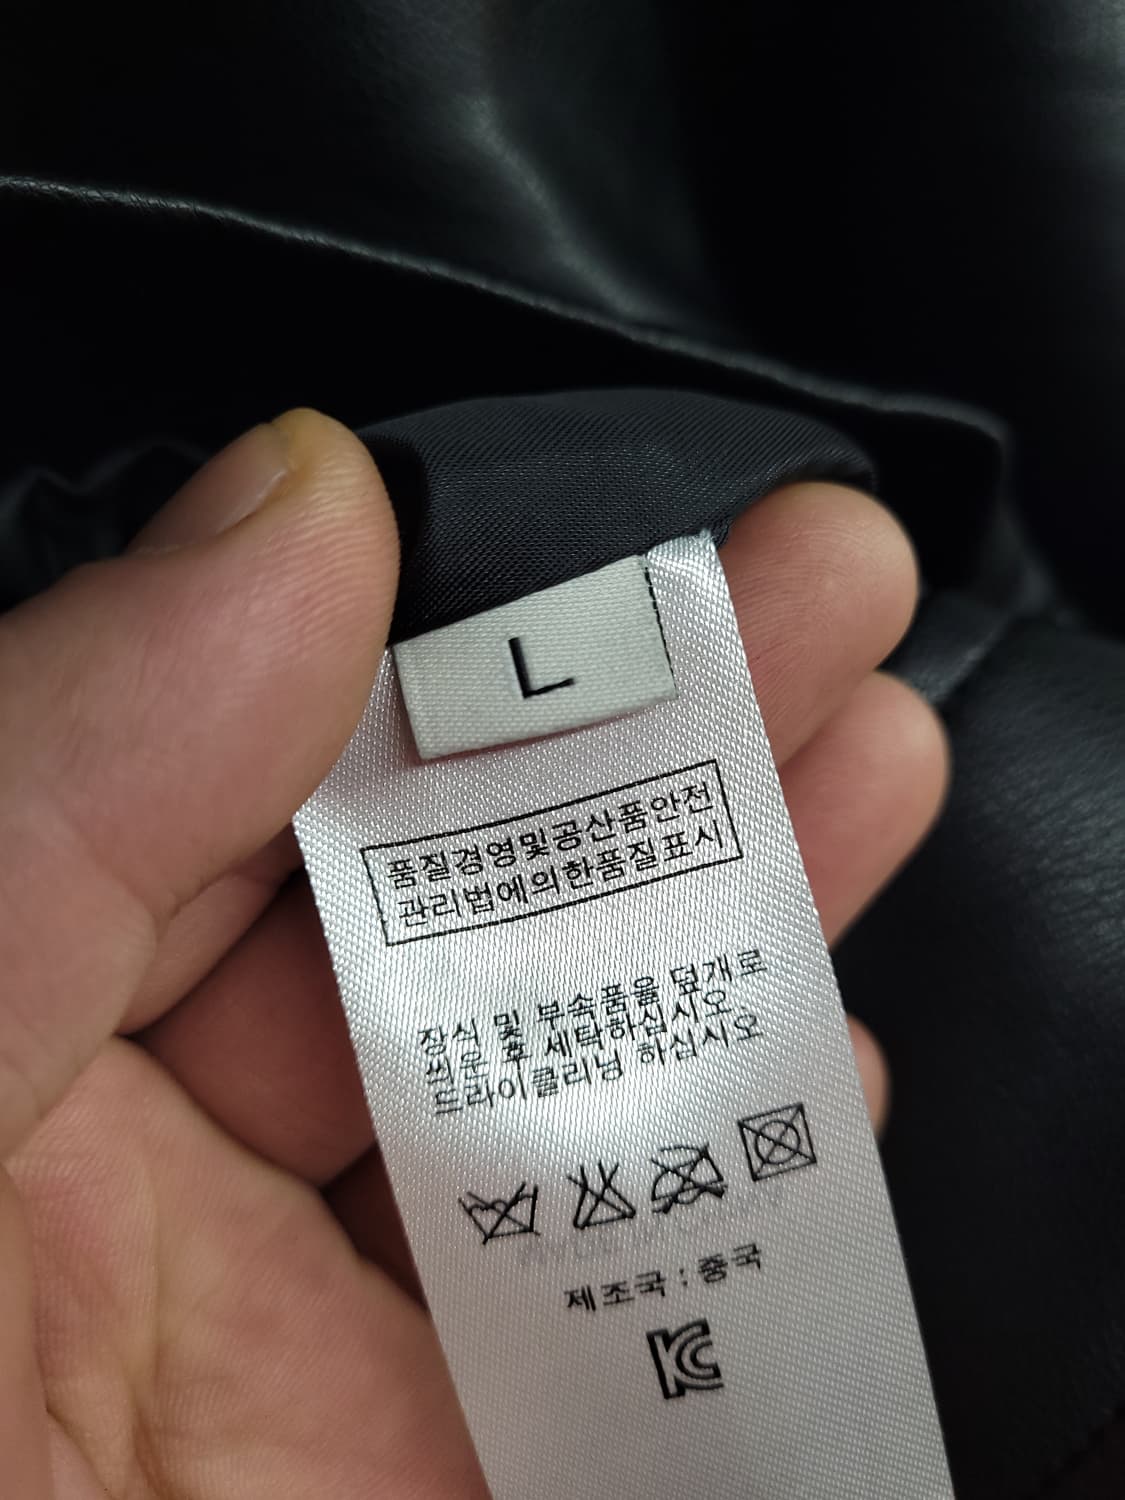 L
품질경영및공산품안전
관리법에의한품질표시
장식 및 부속품을 덮개로
씌운 후 세탁하십시오
드라이클리닝 하십시오
제조국 : 중국
KC